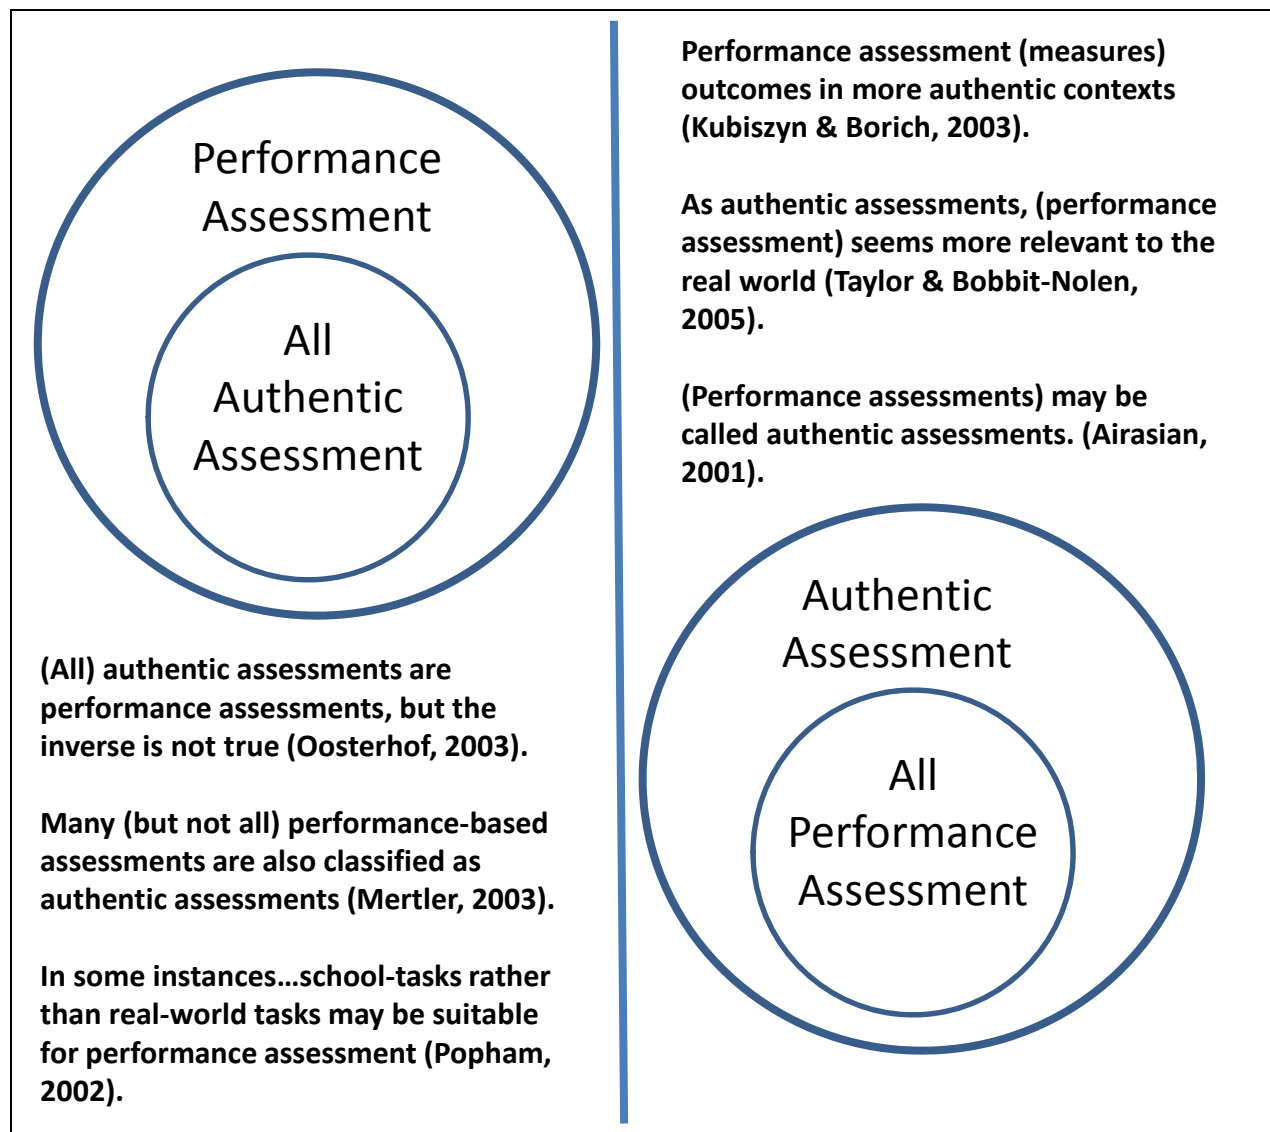 Performance
Assessment
All
Authentic
Assessment
(All) authentic assessments are
performance assessments, but the
inverse is not true (Oosterhof, 2003).
Many (but not all) performance-based
assessments are also classified as
authentic assessments (Mertler, 2003).
In some instances…school-tasks rather
than real-world tasks may be suitable
for performance assessment (Popham,
2002).
Performance assessment (measures)
outcomes in more authentic contexts
(Kubiszyn & Borich, 2003).
As authentic assessments, (performance
assessment) seems more relevant to the
real world (Taylor & Bobbit-Nolen,
2005).
(Performance assessments) may be
called authentic assessments. (Airasian,
2001).
Authentic
Assessment
All
Performance
Assessment